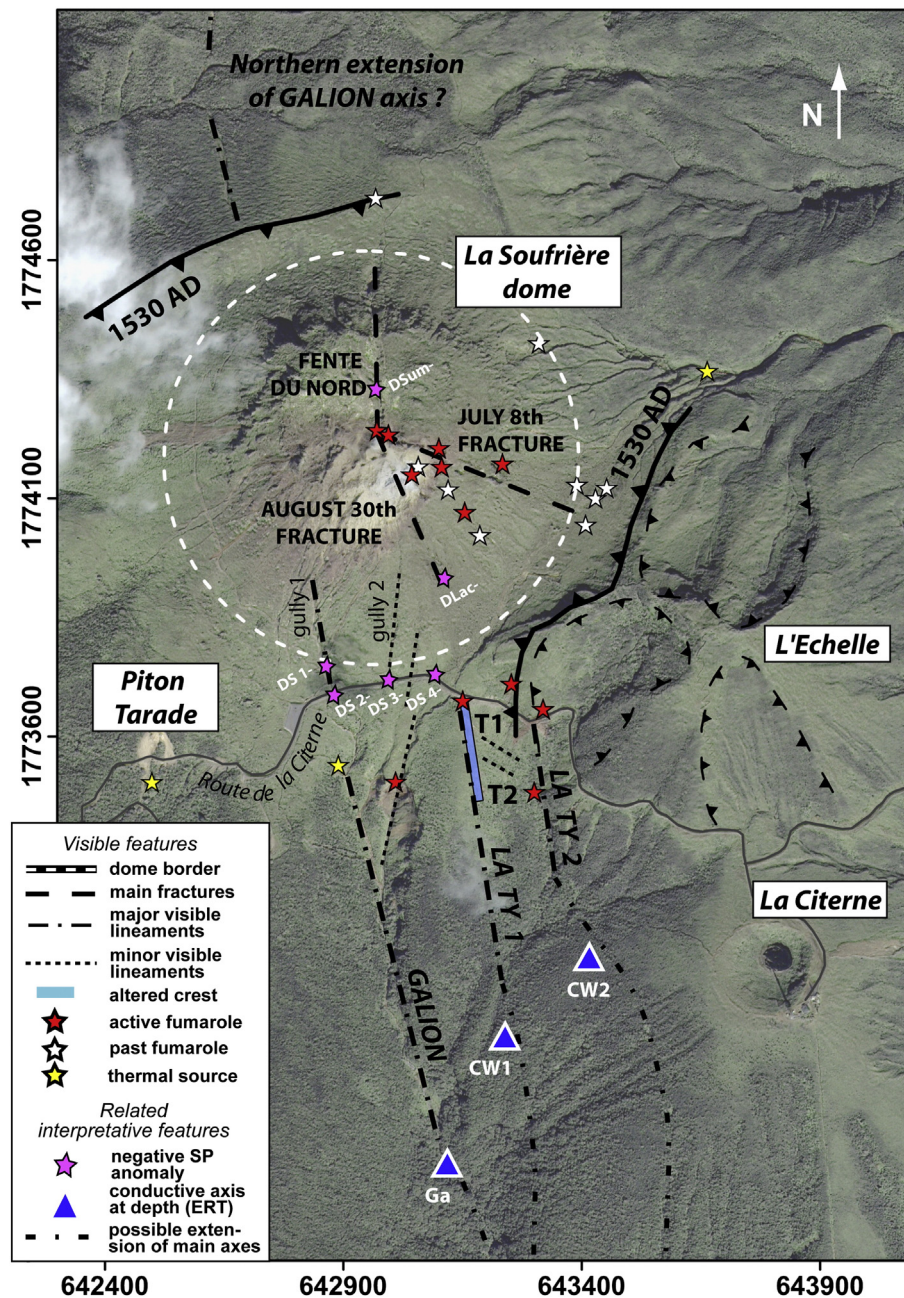 Northern extension
of GALION axis ?
N
1774600
1774100
1773600
1530 AD
La Soufrière
dome
FENTE
DU NORD
DSum-
JULY 8th
FRACTURE
1530 AD
AUGUST 30th
FRACTURE
DLac-
gully 1
gully 2
L'Echelle
Piton
Tarade
DS 1-
DS 2-
DS 3-
DS 4-
Route de la Citerne
T1
T2
LA TY 1
LA TY 2
La Citerne
GALION
CW2
CW1
Ga
Visible features
dome border
main fractures
major visible
lineaments
minor visible
lineaments
altered crest
active fumarole
past fumarole
thermal source
Related
interpretative features
negative SP
anomaly
conductive axis
at depth (ERT)
possible exten-
sion of main axes
642400
642900
643400
643900